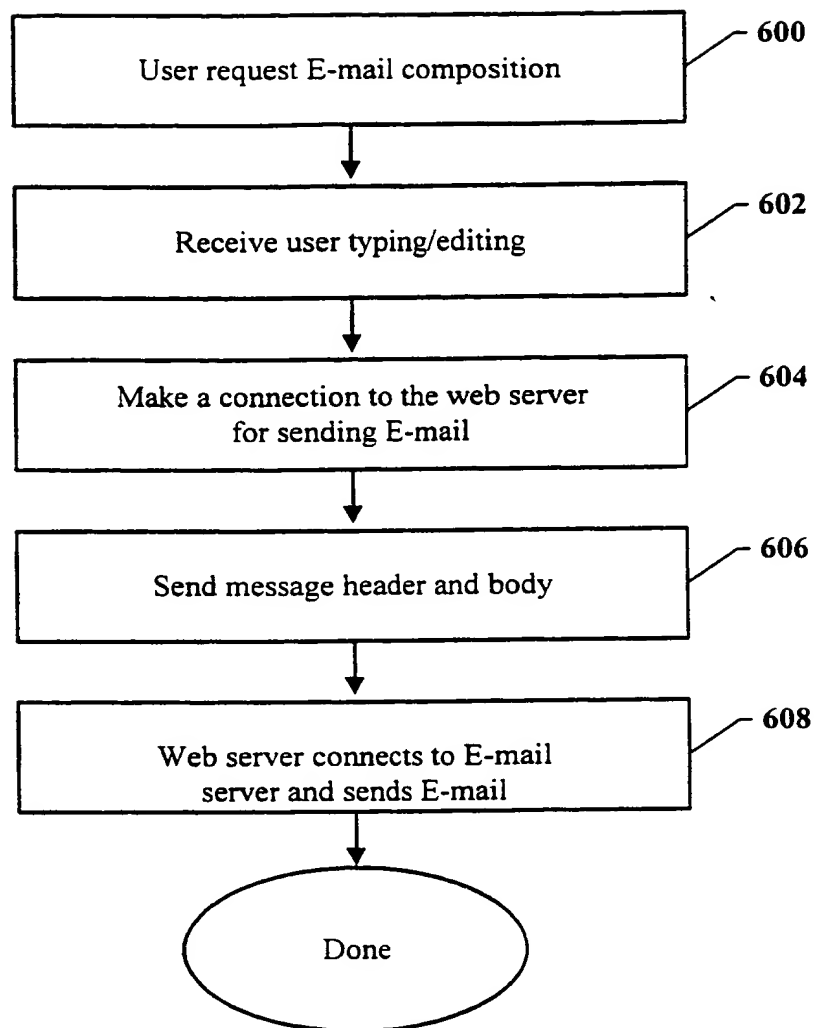 600
User request E-mail composition
602
Receive user typing/editing
604
Make a connection to the web server
for sending E-mail
606
Send message header and body
608
Web server connects to E-mail
server and sends E-mail
Done